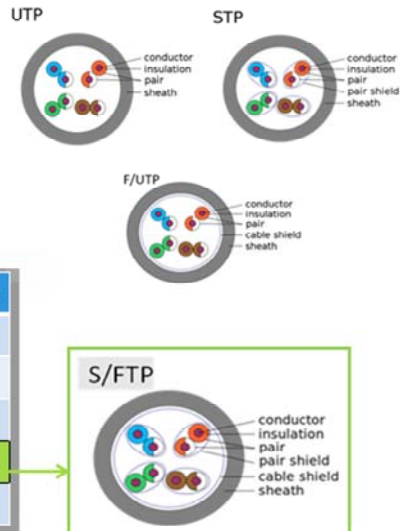 UTP
conductor
insulation
pair
sheath
STP
conductor
insulation
pair
pair shield
sheath
F/UTP
conductor
insulation
pair
cable shield
sheath
S/FTP
conductor
insulation
pair
pair shield
cable shield
sheath